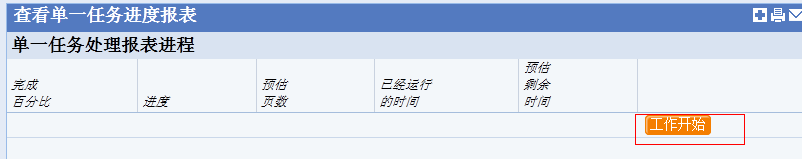 查看单一任务进度报表
单一任务处理报表进程
完成
百分比
进度
预估
页数
已经运行
的时间
预估
剩余
时间
工作开始